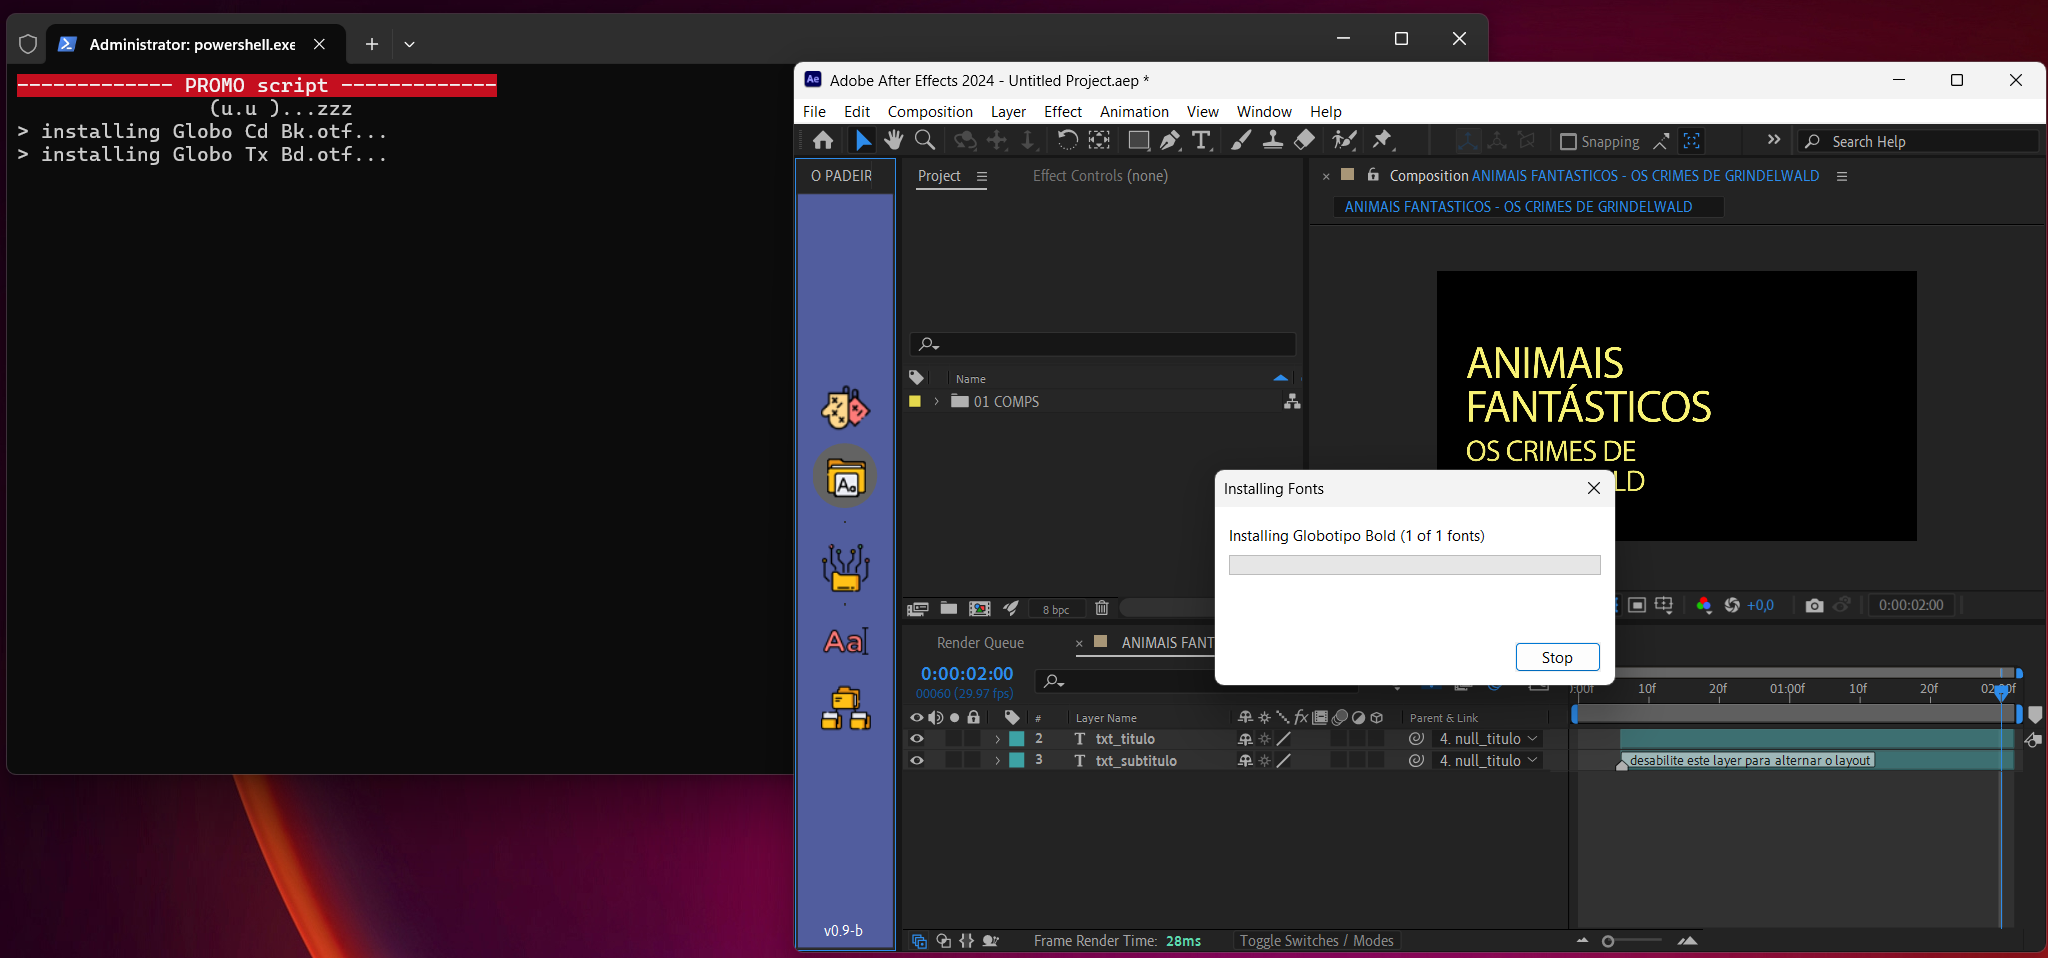 Administrator: powershell.exe
------------- PROMO script -------------
(u.u )...zzz
> installing Globo Cd Bk.otf...
> installing Globo Tx Bd.otf...
Ae Adobe After Effects 2024 - Untitled Project.aep *
File Edit Composition Layer Effect Animation View Window Help
Snapping
Search Help
O PADEIR
Project
Effect Controls (none)
Composition ANIMAIS FANTASTICOS - OS CRIMES DE GRINDELWALD
ANIMAIS FANTASTICOS - OS CRIMES DE GRINDELWALD
Name
01 COMPS
ANIMAIS
FANTÁSTICOS
OS CRIMES DE
LD
Aa
Aa
v0.9-b
Installing Fonts
Installing Globotipo Bold (1 of 1 fonts)
Stop
8 bpc
+0,0
0:00:02:00
Render Queue
ANIMAIS FANT
0:00:02:00
00060 (29.97 fps)
10f 20f 01:00f 10f 20f
# Layer Name
fx
Parent & Link
2 T txt_titulo 4. null_titulo
3 T txt_subtitulo 4. null_titulo
desabilite este layer para alternar o layout
Frame Render Time: 28ms
Toggle Switches / Modes